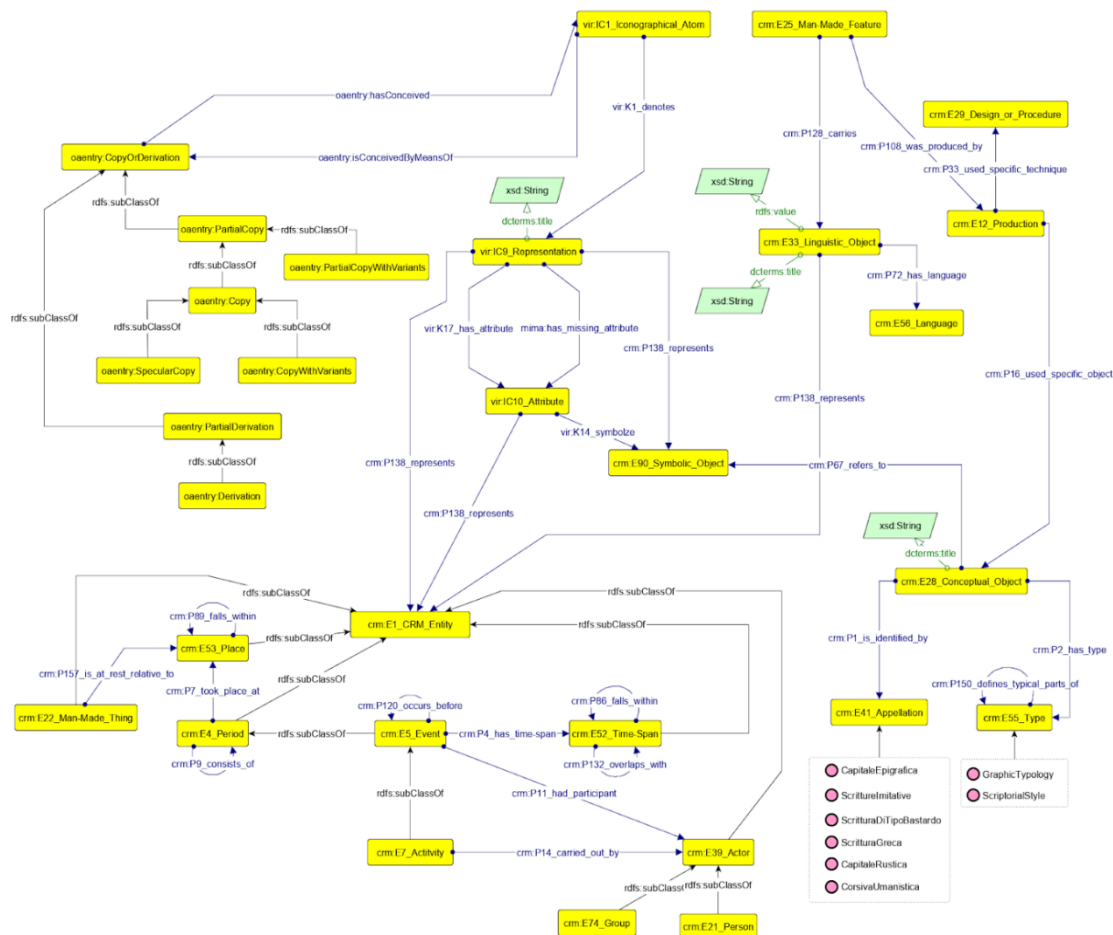 vir:IC1_Iconographical_Atom
crm:E25_Man-Made_Feature
oaentry:hasConceived
vir:K1_denotes
crm:E29_Design_or_Procedure
crm:P128_carries
crm:P108_was_produced_by
oaentry:CopyOrDerivation
oaentry:isConceivedByMeansOf
crm:P33_used_specific_technique
xsd:String
xsd:String
rdfs:subClassOf
dcterms:title
rdfs:value
oaentry:PartialCopy
rdfs:subClassOf
crm:E12_Production
vir:IC9_Representation
crm:E33_Linguistic_Object
oaentry:PartialCopyWithVariants
rdfs:subClassOf
dcterms:title
crm:P72_has_language
oaentry:Copy
xsd:String
rdfs:subClassOf
crm:E56_Language
vir:K17_has_attribute
mima:has_missing_attribute
rdfs:subClassOf
rdfs:subClassOf
crm:P138_represents
oaentry:SpecularCopy
oaentry:CopyWithVariants
crm:P16_used_specific_object
vir:IC10_Attribute
crm:P138_represents
oaentry:PartialDerivation
vir:K14_symbolze
rdfs:subClassOf
crm:P138_represents
crm:E90_Symbolic_Object
crm:P67_refers_to
oaentry:Derivation
crm:P138_represents
xsd:String
dcterms:title
crm:E28_Conceptual_Object
rdfs:subClassOf
rdfs:subClassOf
crm:P89_falls_within
crm:E1_CRM_Entity
rdfs:subClassOf
crm:P1_is_identified_by
crm:E53_Place
rdfs:subClassOf
crm:P2_has_type
crm:P157_is_at_rest_relative_to
rdfs:subClassOf
crm:P150_defines_typical_parts_of
crm:P7_took_place_at
crm:P120_occurs_before
crm:P86_falls_within
crm:E22_Man-Made_Thing
crm:E41_Appellation
crm:E55_Type
crm:E4_Period
rdfs:subClassOf
crm:E5_Event
crm:P4_has_time-span
crm:E52_Time-Span
crm:P9_consists_of
crm:P132_overlaps_with
CapitaleEpigrafica
GraphicTypology
rdfs:subClassOf
crm:P11_had_participant
ScrittureImitative
ScriptorialStyle
ScritturaDiTipoBastardo
ScritturaGreca
crm:E7_Actitvity
crm:P14_carried_out_by
crm:E39_Actor
CapitaleRustica
rdfs:subClassOf
rdfs:subClassOf
CorsivaUmanistica
crm:E74_Group
crm:E21_Person